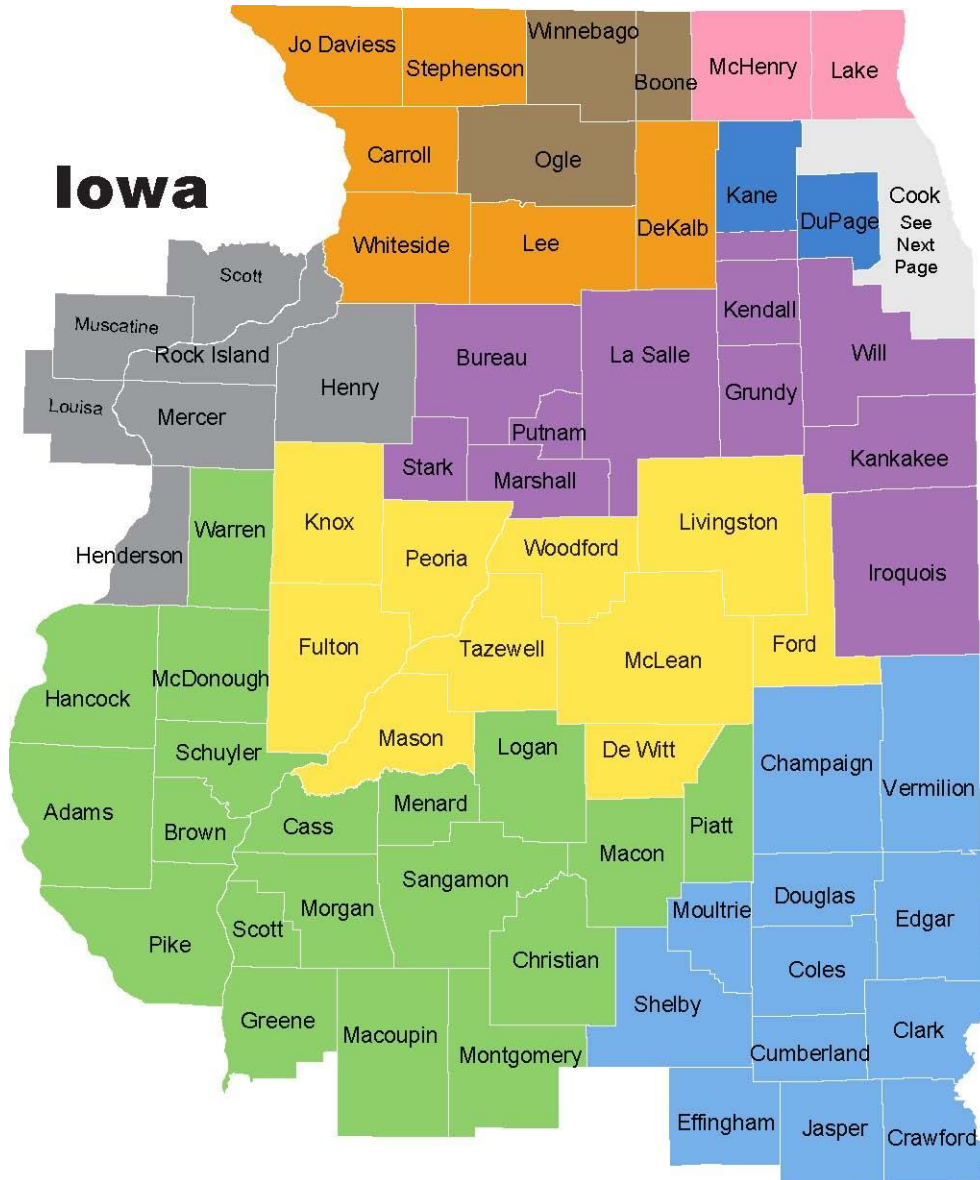 Jo Daviess
Stephenson
Winnebago
Boone
McHenry
Lake
Iowa
Carroll
Ogle
DeKalb
Kane
DuPage
Cook
See
Next
Page
Whiteside
Lee
Scott
Muscatine
Rock Island
Louisa
Mercer
Henry
Bureau
La Salle
Kendall
Will
Grundy
Putnam
Stark
Marshall
Kankakee
Henderson
Warren
Knox
Peoria
Woodford
Livingston
Iroquois
Fulton
Tazewell
McLean
Ford
Hancock
McDonough
Schuyler
Mason
Logan
De Witt
Champaign
Vermilion
Adams
Brown
Cass
Menard
Macon
Piatt
Sangamon
Pike
Scott
Morgan
Christian
Moultrie
Douglas
Edgar
Coles
Shelby
Greene
Macoupin
Montgomery
Cumberland
Clark
Effingham
Jasper
Crawford